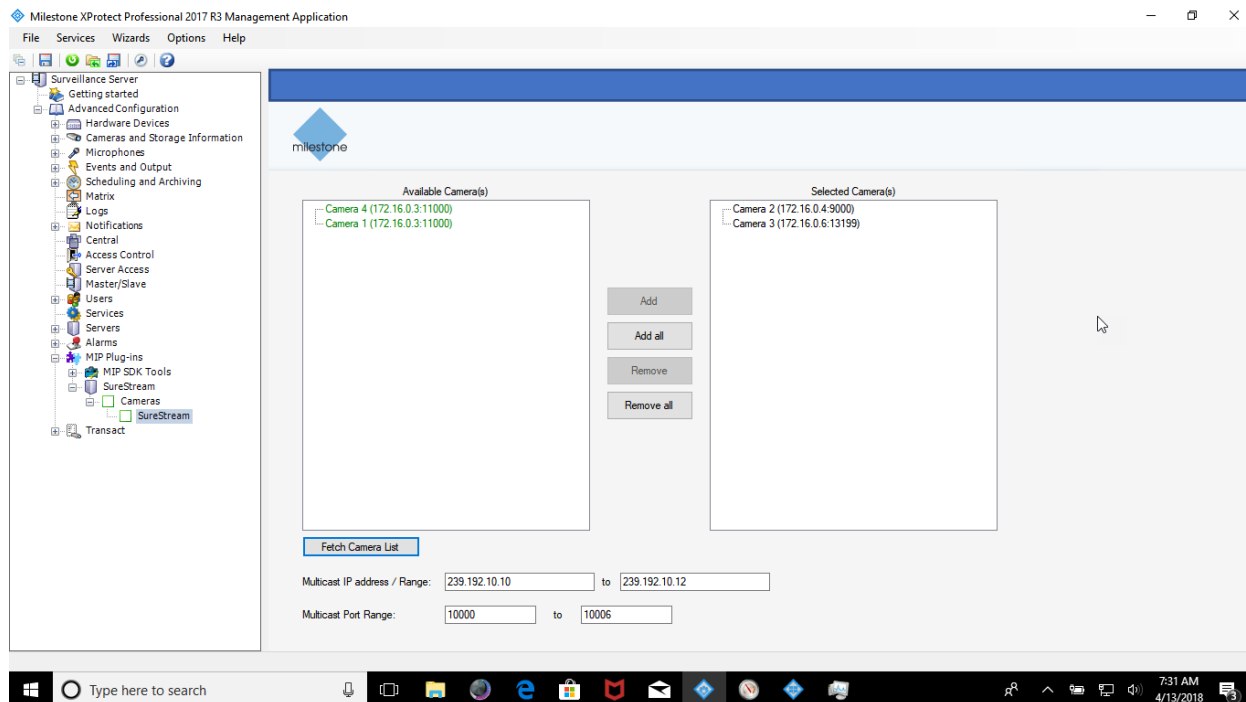 Milestone XProtect Professional 2017 R3 Management Application
File Services Wizards Options Help
Surveillance Server
Getting started
Advanced Configuration
Hardware Devices
Cameras and Storage Information
Microphones
Events and Output
Scheduling and Archiving
Matrix
Logs
Notifications
Central
Access Control
Server Access
Master/Slave
Users
Services
Servers
Alarms
MIP Plug-ins
MIP SDK Tools
SureStream
Cameras
SureStream
Transact
milestone
Available Camera(s)
Camera 4 (172.16.0.3:11000)
Camera 1 (172.16.0.3:11000)
Add
Add all
Remove
Remove all
Selected Camera(s)
Camera 2 (172.16.0.4:9000)
Camera 3 (172.16.0.6:13199)
Fetch Camera List
Multicast IP address / Range: 239.192.10.10 to 239.192.10.12
Multicast Port Range: 10000 to 10006
Type here to search
7:31 AM
4/13/2018
3